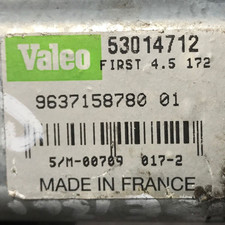 Valeo 53014712
FIRST 4.5 172
9637158780 01
5/M-00709 017-2
MADE IN FRANCE